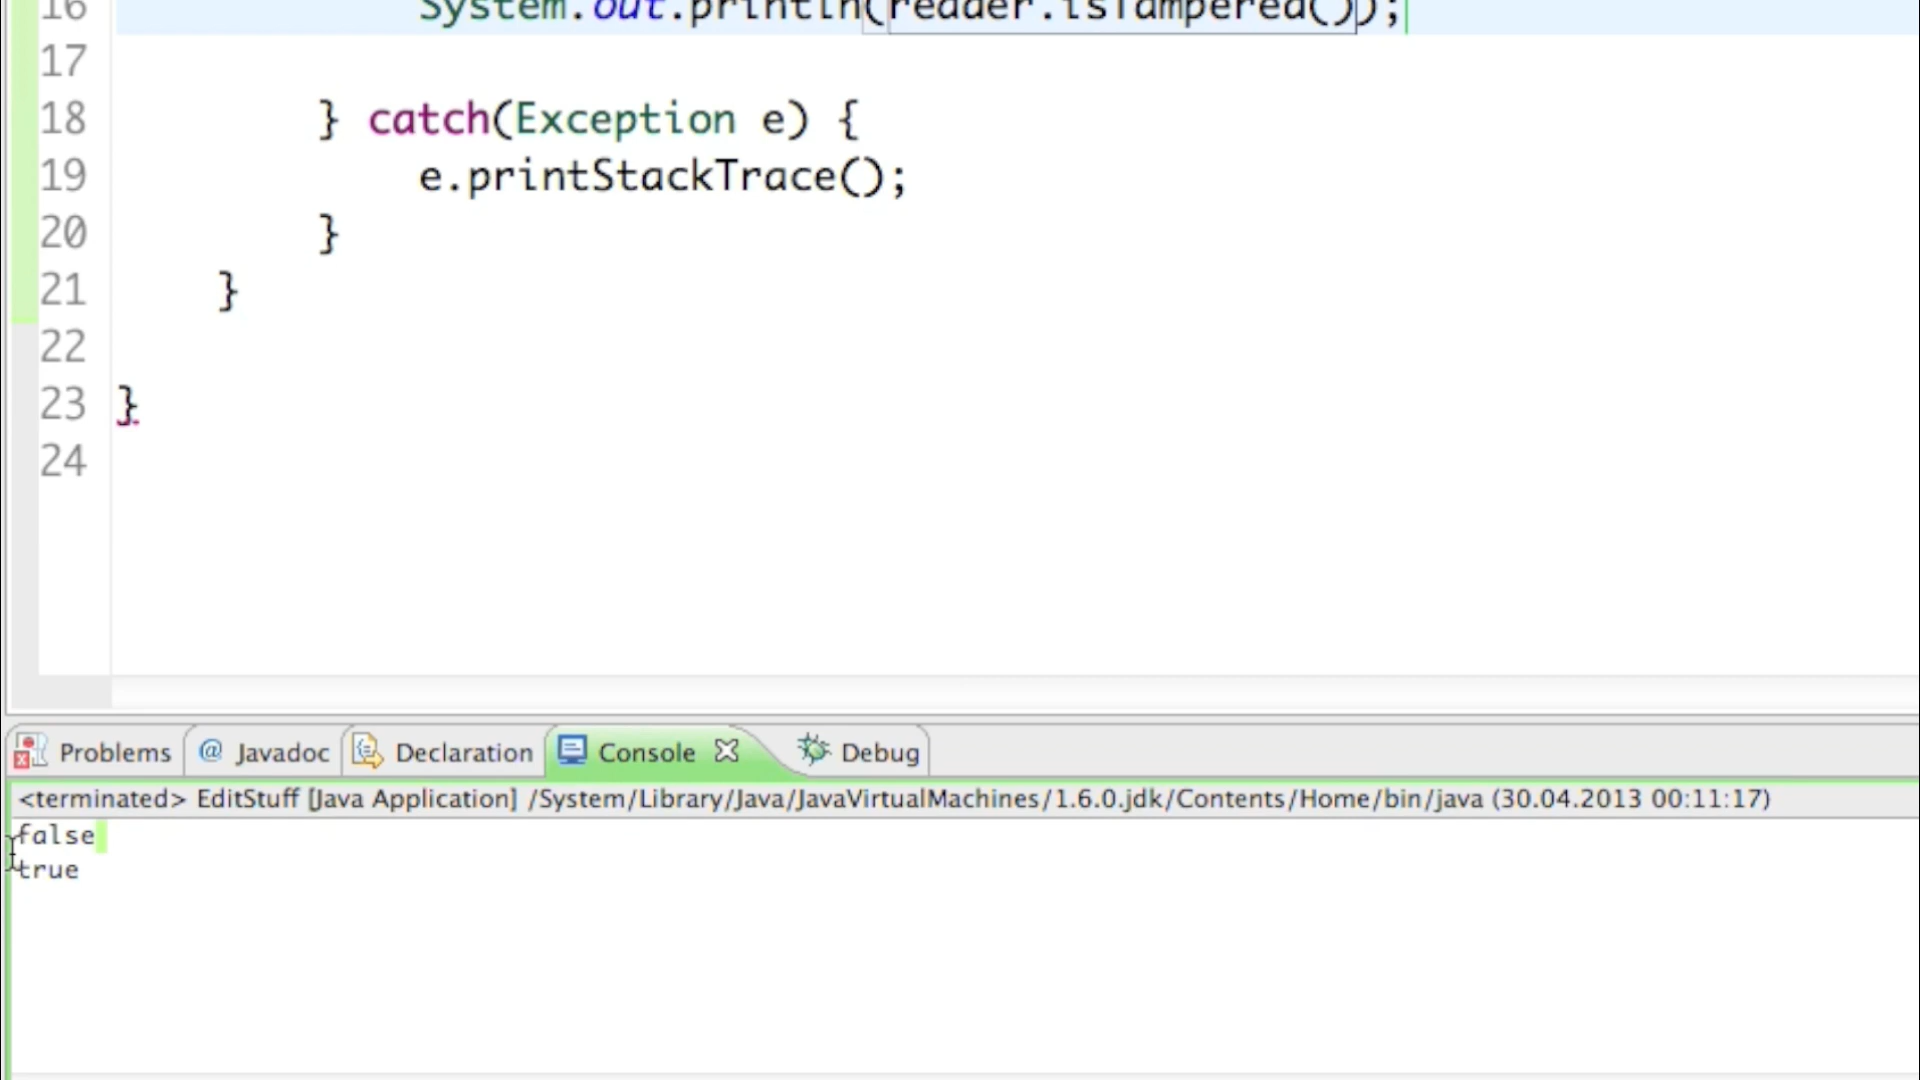 16 System.out.println(reader.isTampered());
17
18 } catch(Exception e) {
19 e.printStackTrace();
20 }
21 }
22
23 }
24
Problems @ Javadoc Declaration Console Debug
<terminated> EditStuff [Java Application] /System/Library/Java/JavaVirtualMachines/1.6.0.jdk/Contents/Home/bin/java (30.04.2013 00:11:17)
false
true